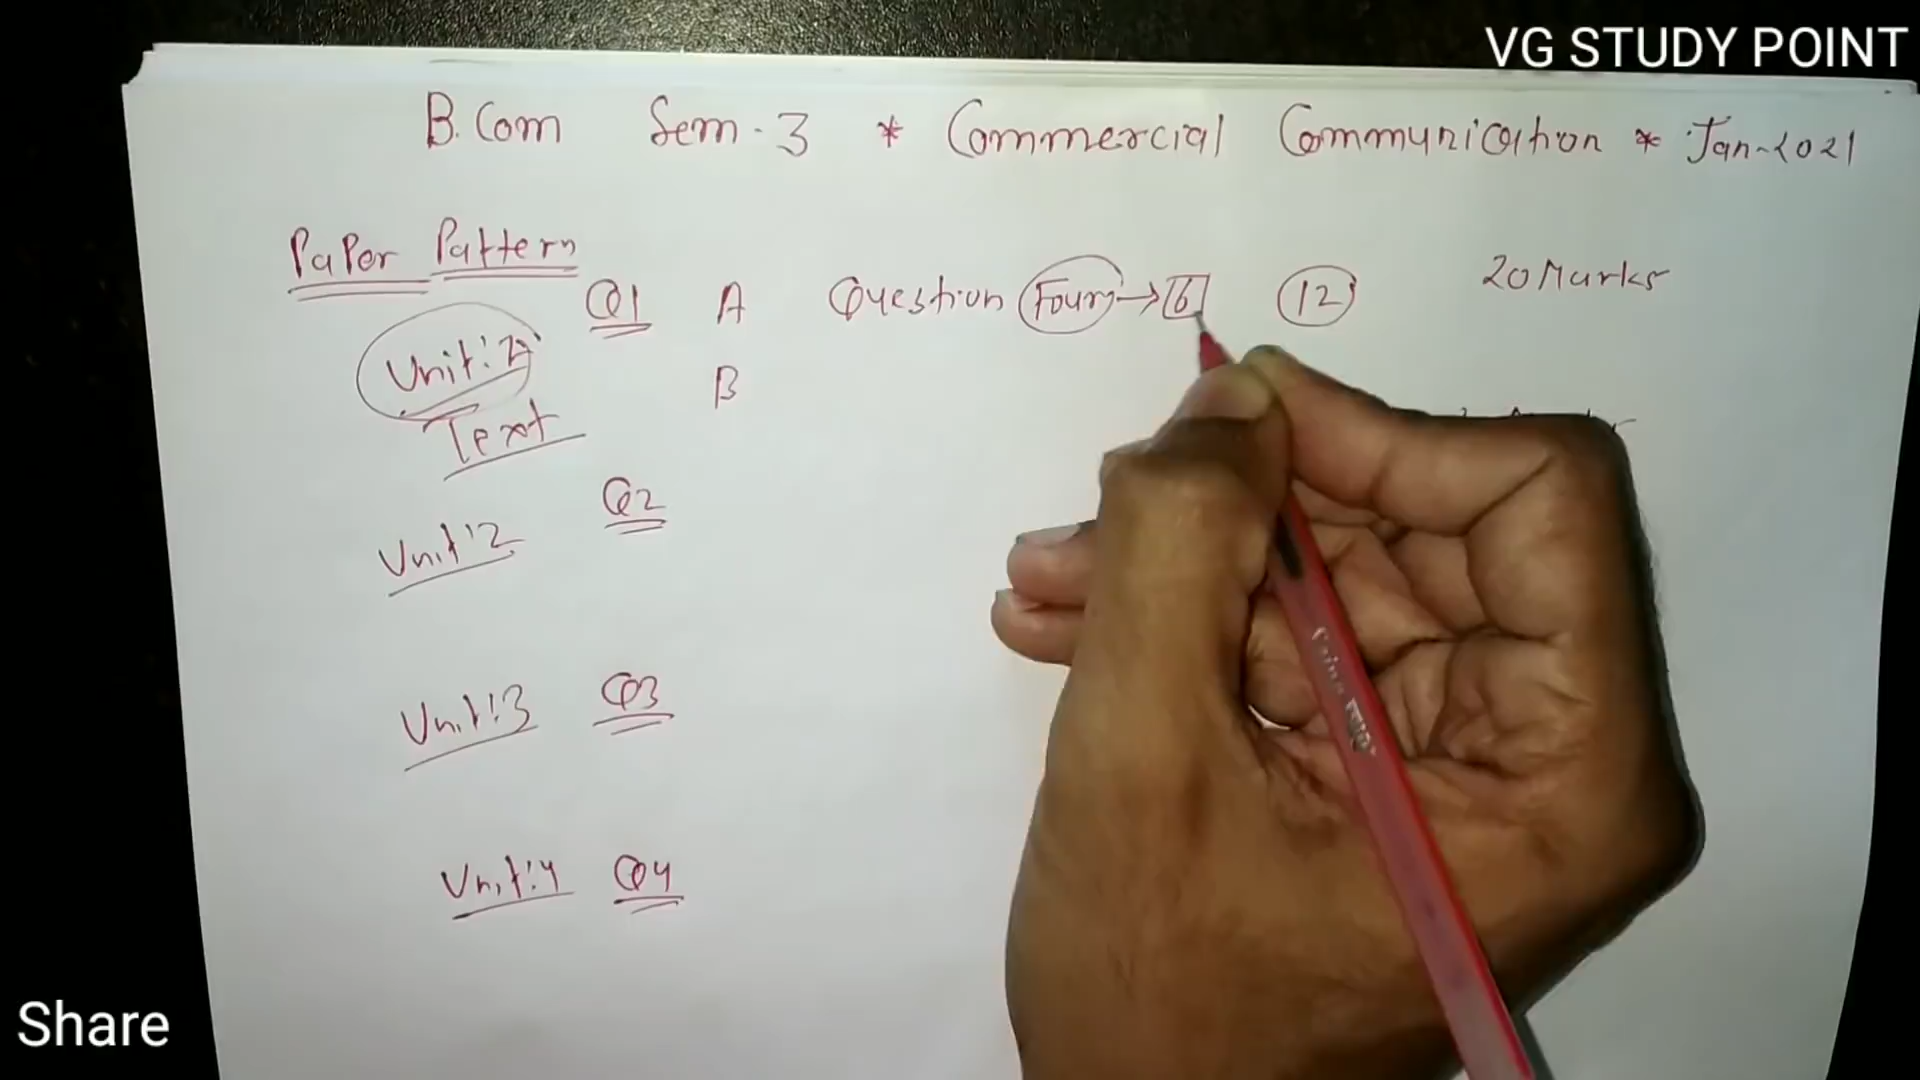 VG STUDY POINT
B.Com Sem-3 * Commercial Communication * Jan-2021
Paper Pattern
Q1 A Question Four → 6 12 20 Marks
Unit:
B
Text
Q2
Unit:2
Unit:3 Q3
Unit:4 Q4
Share